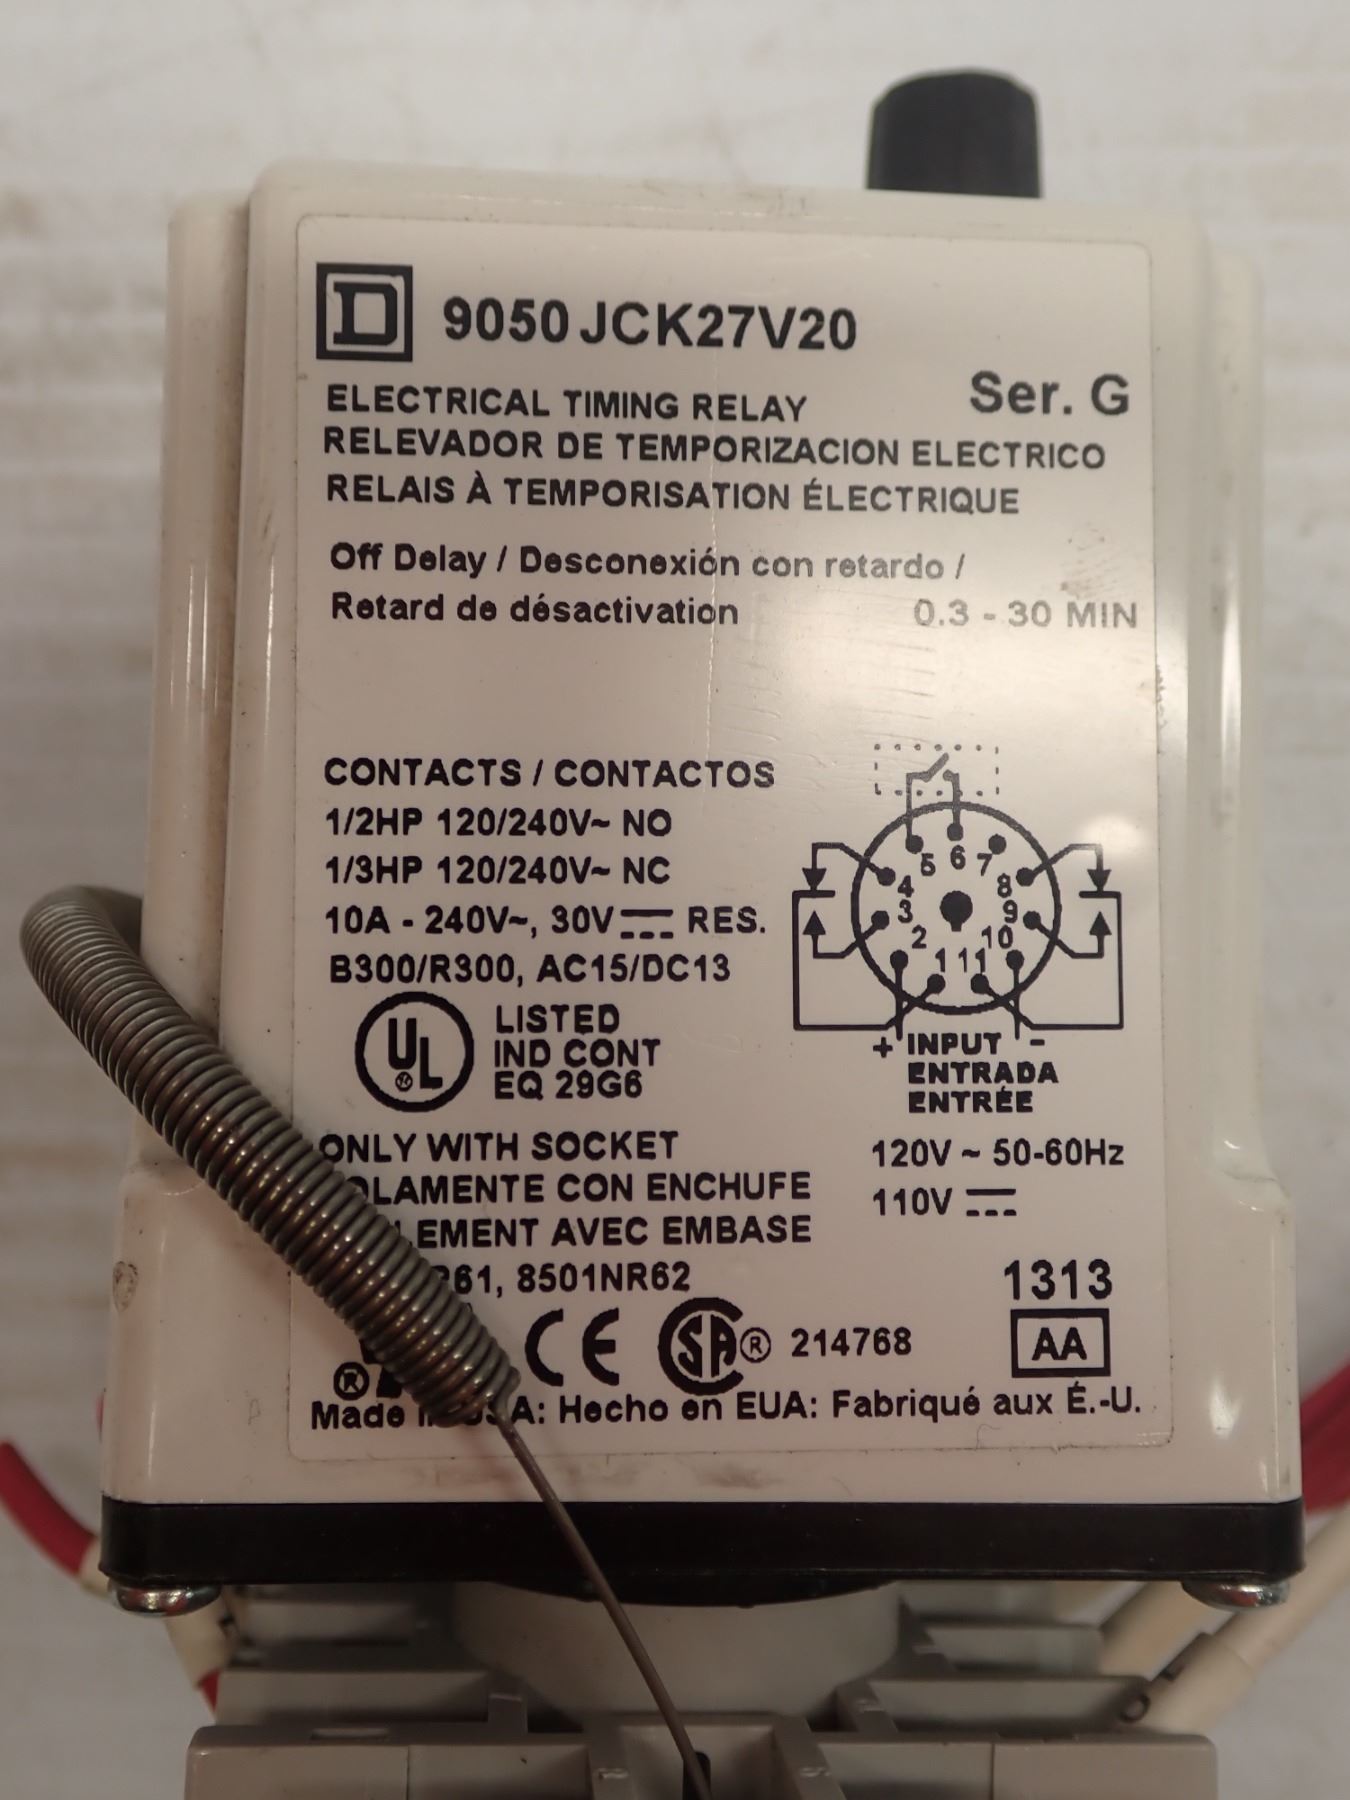 D 9050 JCK27V20
Ser. G
ELECTRICAL TIMING RELAY
RELEVADOR DE TEMPORIZACION ELECTRICO
RELAIS À TEMPORISATION ÉLECTRIQUE
Off Delay / Desconexión con retardo /
Retard de désactivation 0.3 - 30 MIN
CONTACTS / CONTACTOS
1/2HP 120/240V~ NO
1/3HP 120/240V~ NC
10A - 240V~, 30V⎓ RES.
B300/R300, AC15/DC13
UL LISTED
IND CONT
EQ 29G6
5 6 7
4 8
3 9
2 10
1 11
+ INPUT -
ENTRADA
ENTRÉE
120V ~ 50-60Hz
110V ⎓
ONLY WITH SOCKET
CON ENCHUFE
AVEC EMBASE
8501NR62
1313
CE SA® 214768
AA
®
Made A: Hecho en EUA: Fabriqué aux É.-U.